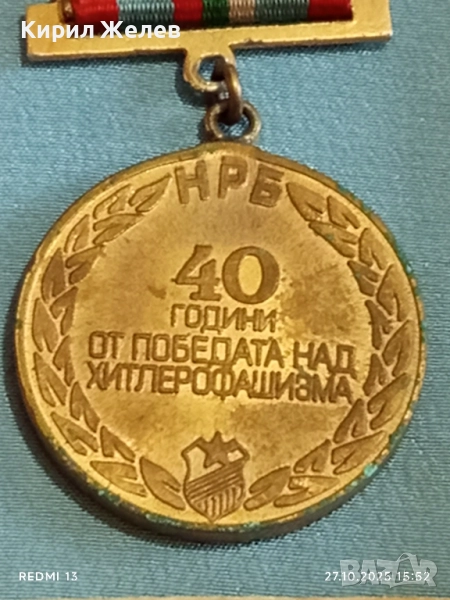 Кирил Желев
НРБ
40
ГОДИНИ
ОТ ПОБЕДАТА НАД
ХИТЛЕРОФАШИЗМА
REDMI 13
27.10.2025 15:52